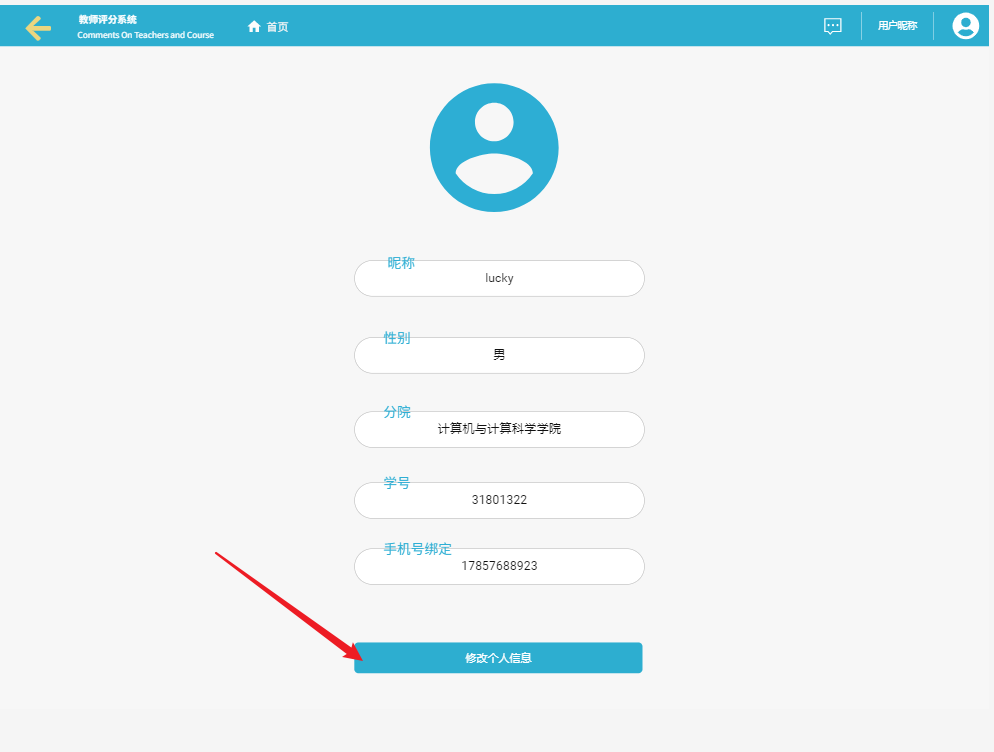 教师评分系统
Comments On Teachers and Course
首页
用户昵称
昵称
lucky
性别
男
分院
计算机与计算科学学院
学号
31801322
手机号绑定
17857688923
修改个人信息